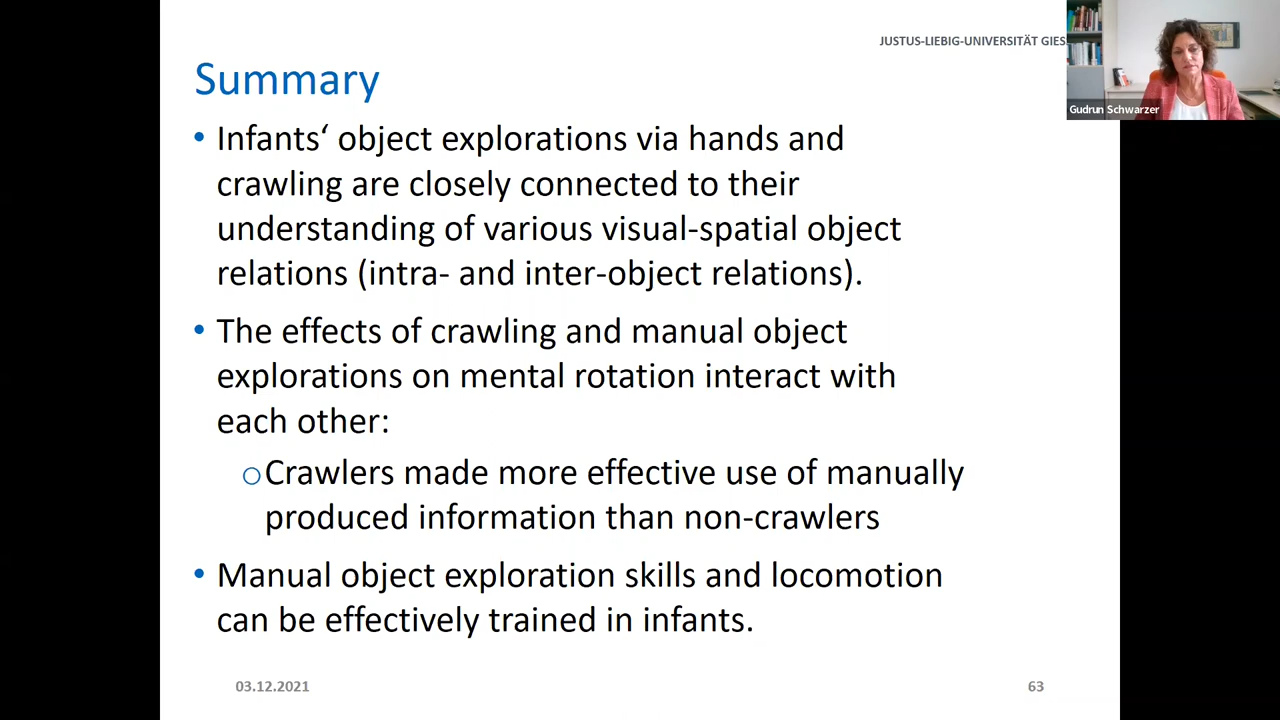 JUSTUS-LIEBIG-UNIVERSITÄT GIES
Gudrun Schwarzer
Summary
• Infants‘ object explorations via hands and
crawling are closely connected to their
understanding of various visual-spatial object
relations (intra- and inter-object relations).
• The effects of crawling and manual object
explorations on mental rotation interact with
each other:
oCrawlers made more effective use of manually
produced information than non-crawlers
• Manual object exploration skills and locomotion
can be effectively trained in infants.
03.12.2021
63